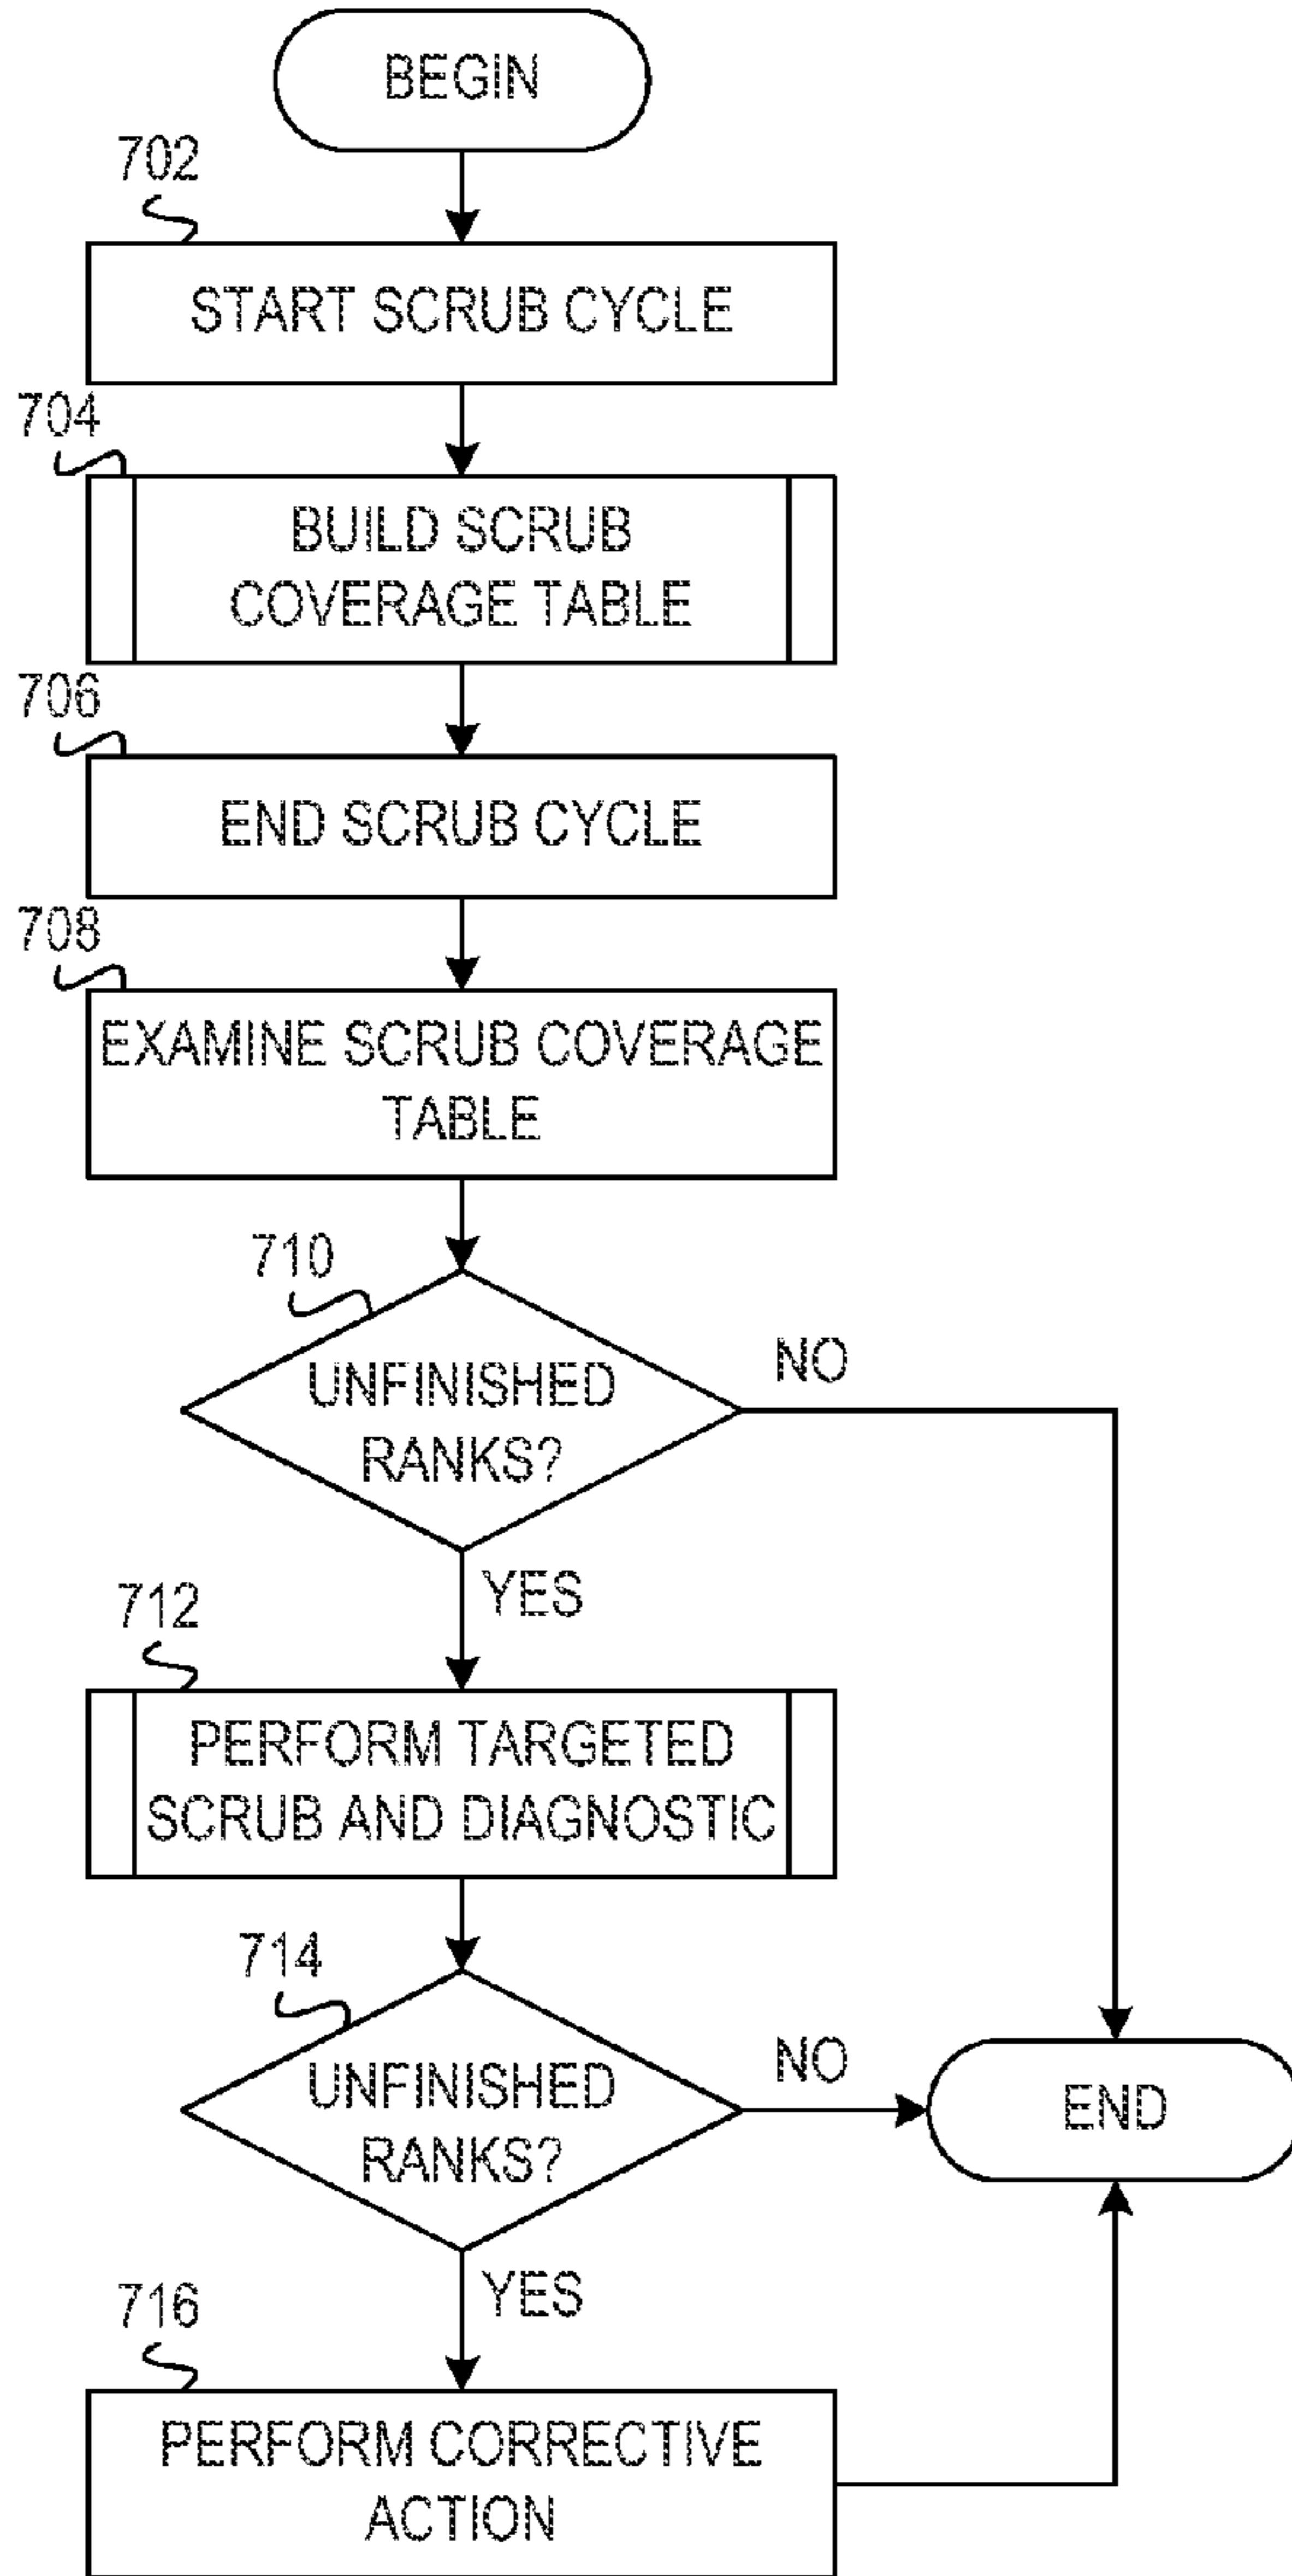 BEGIN
702
START SCRUB CYCLE
704
BUILD SCRUB
COVERAGE TABLE
706
END SCRUB CYCLE
708
EXAMINE SCRUB COVERAGE
TABLE
710
UNFINISHED
RANKS?
NO
YES
712
PERFORM TARGETED
SCRUB AND DIAGNOSTIC
714
UNFINISHED
RANKS?
NO
END
YES
716
PERFORM CORRECTIVE
ACTION